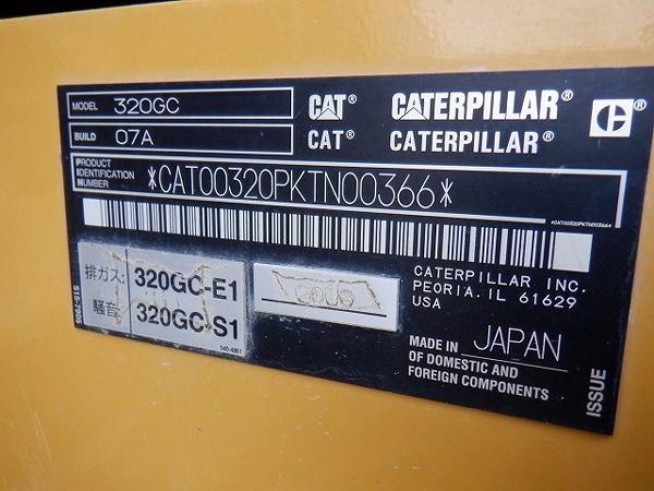 MODEL 320GC
BUILD 07A
CAT® CATERPILLAR® C®
CAT® CATERPILLAR®
PRODUCT IDENTIFICATION NUMBER
*CAT00320PKTN00366*
*CAT00320PKTN00366*
排ガス: 320GC-E1
騒音: 320GC-S1
CATERPILLAR INC.
PEORIA, IL 61629
USA
MADE IN JAPAN
OF DOMESTIC AND
FOREIGN COMPONENTS
ISSUE